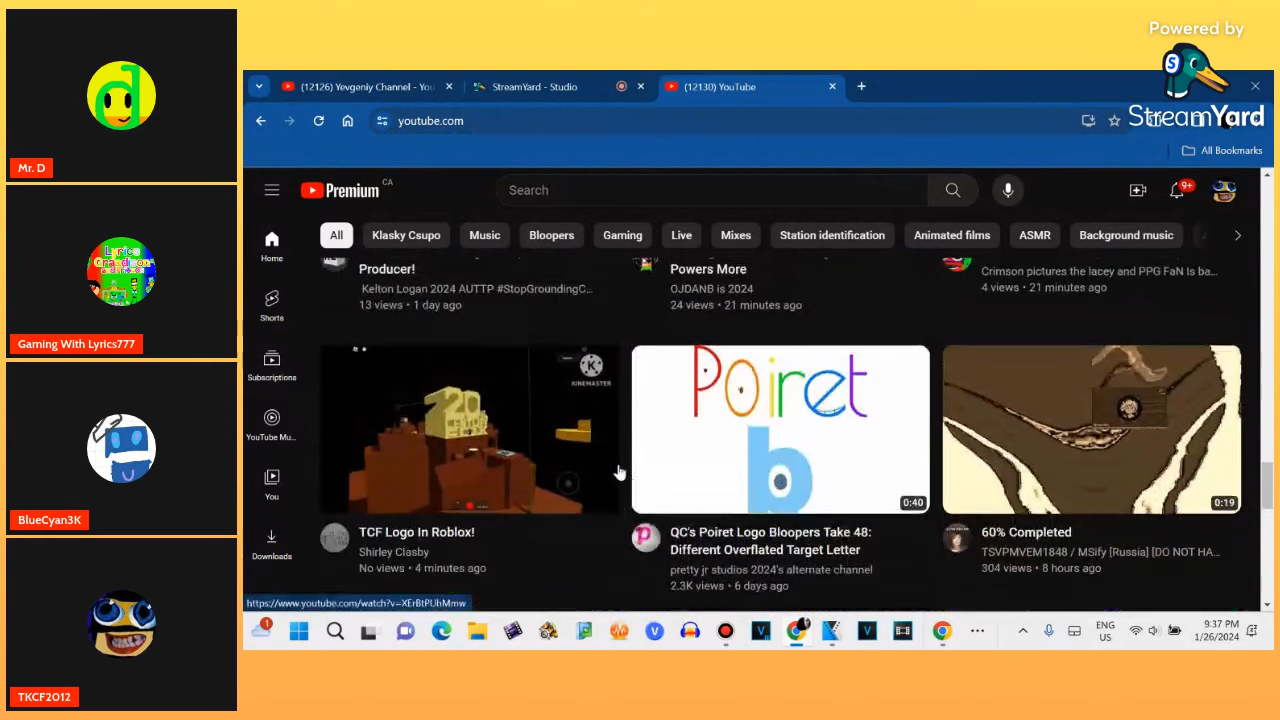 Powered by
StreamYard
Mr. D
Lyrics
Gaming With Lyrics777
BlueCyan3K
TKCF2012
(12126) Yevgeniy Channel - You
StreamYard - Studio
(12130) YouTube
youtube.com
All Bookmarks
Premium
CA
Search
9+
All
Klasky Csupo
Music
Bloopers
Gaming
Live
Mixes
Station identification
Animated films
ASMR
Background music
Home
Shorts
Subscriptions
YouTube Mu...
You
Downloads
Producer!
Kelton Logan 2024 AUTTP #StopGroundingC...
13 views • 1 day ago
Powers More
OJDANB is 2024
24 views • 21 minutes ago
Crimson pictures the lacey and PPG FaN Is ba...
4 views • 21 minutes ago
K
KINEMASTER
20
TCF Logo In Roblox!
Shirley Clasby
No views • 4 minutes ago
Poiret
b
0:40
QC's Poiret Logo Bloopers Take 48:
Different Overflated Target Letter
pretty jr studios 2024's alternate channel
2.3K views • 6 days ago
0:19
60% Completed
TSVPMVEM1848 / MSify [Russia] [DO NOT HA...
304 views • 8 hours ago
https://www.youtube.com/watch?v=XErBtPUhMmw
ENG
US
9:37 PM
1/26/2024